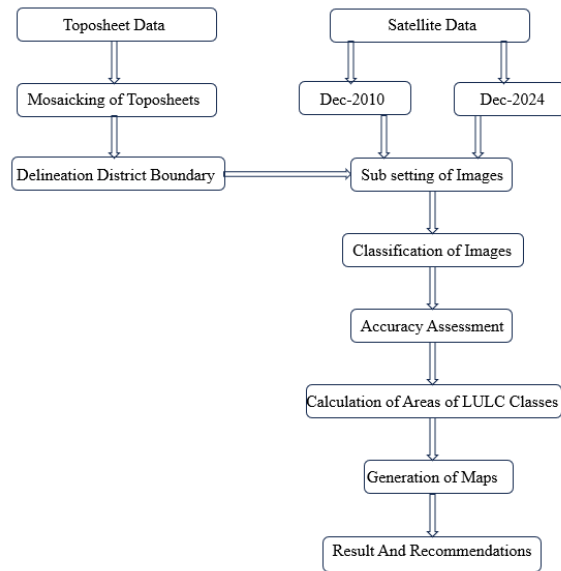 Toposheet Data
Satellite Data
Mosaicking of Toposheets
Dec-2010
Dec-2024
Delineation District Boundary
Sub setting of Images
Classification of Images
Accuracy Assessment
Calculation of Areas of LULC Classes
Generation of Maps
Result And Recommendations